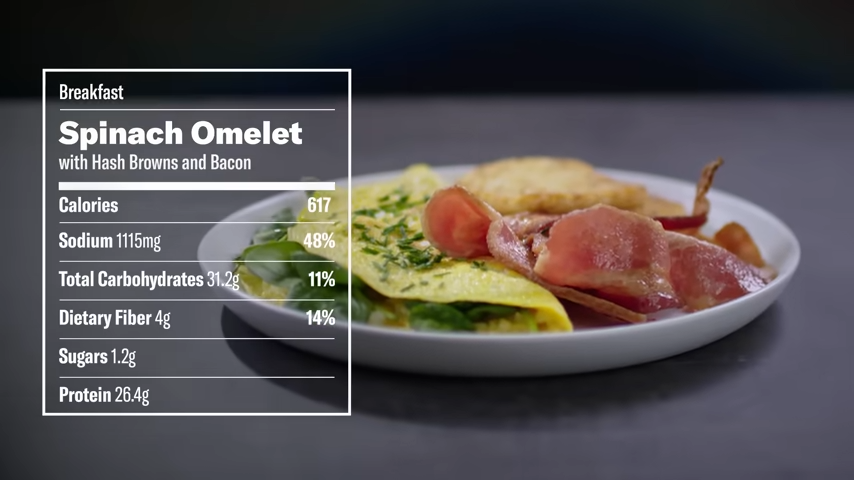 Breakfast
Spinach Omelet
with Hash Browns and Bacon
Calories 617
Sodium 1115mg 48%
Total Carbohydrates 31.2g 11%
Dietary Fiber 4g 14%
Sugars 1.2g
Protein 26.4g